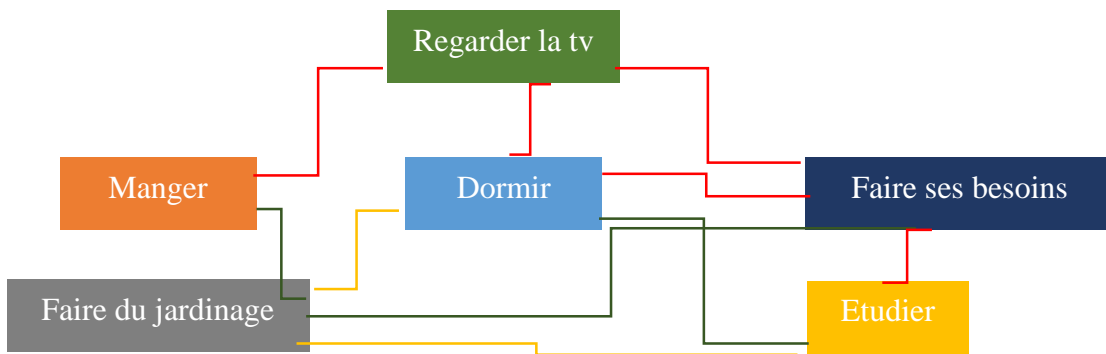 Regarder la tv
Manger
Dormir
Faire ses besoins
Faire du jardinage
Etudier